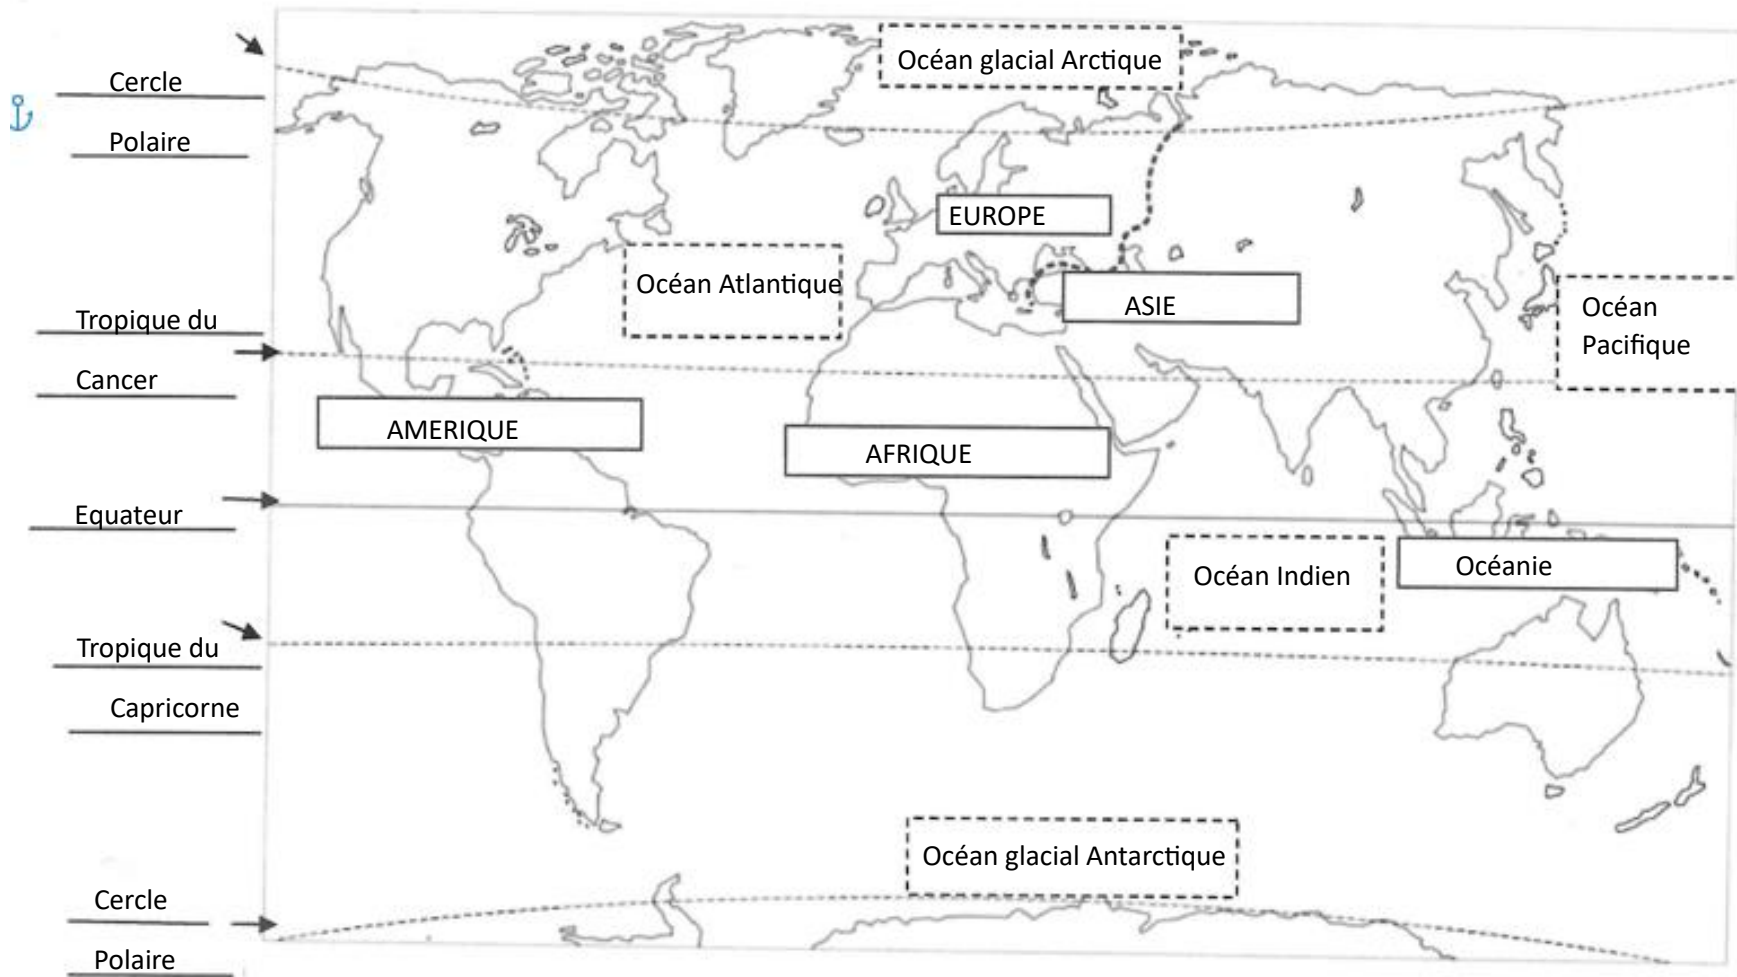 Océan glacial Arctique
Cercle
Polaire
EUROPE
Océan Atlantique
ASIE
Océan
Pacifique
Tropique du
Cancer
AMERIQUE
AFRIQUE
Equateur
Océan Indien
Océanie
Tropique du
Capricorne
Océan glacial Antarctique
Cercle
Polaire